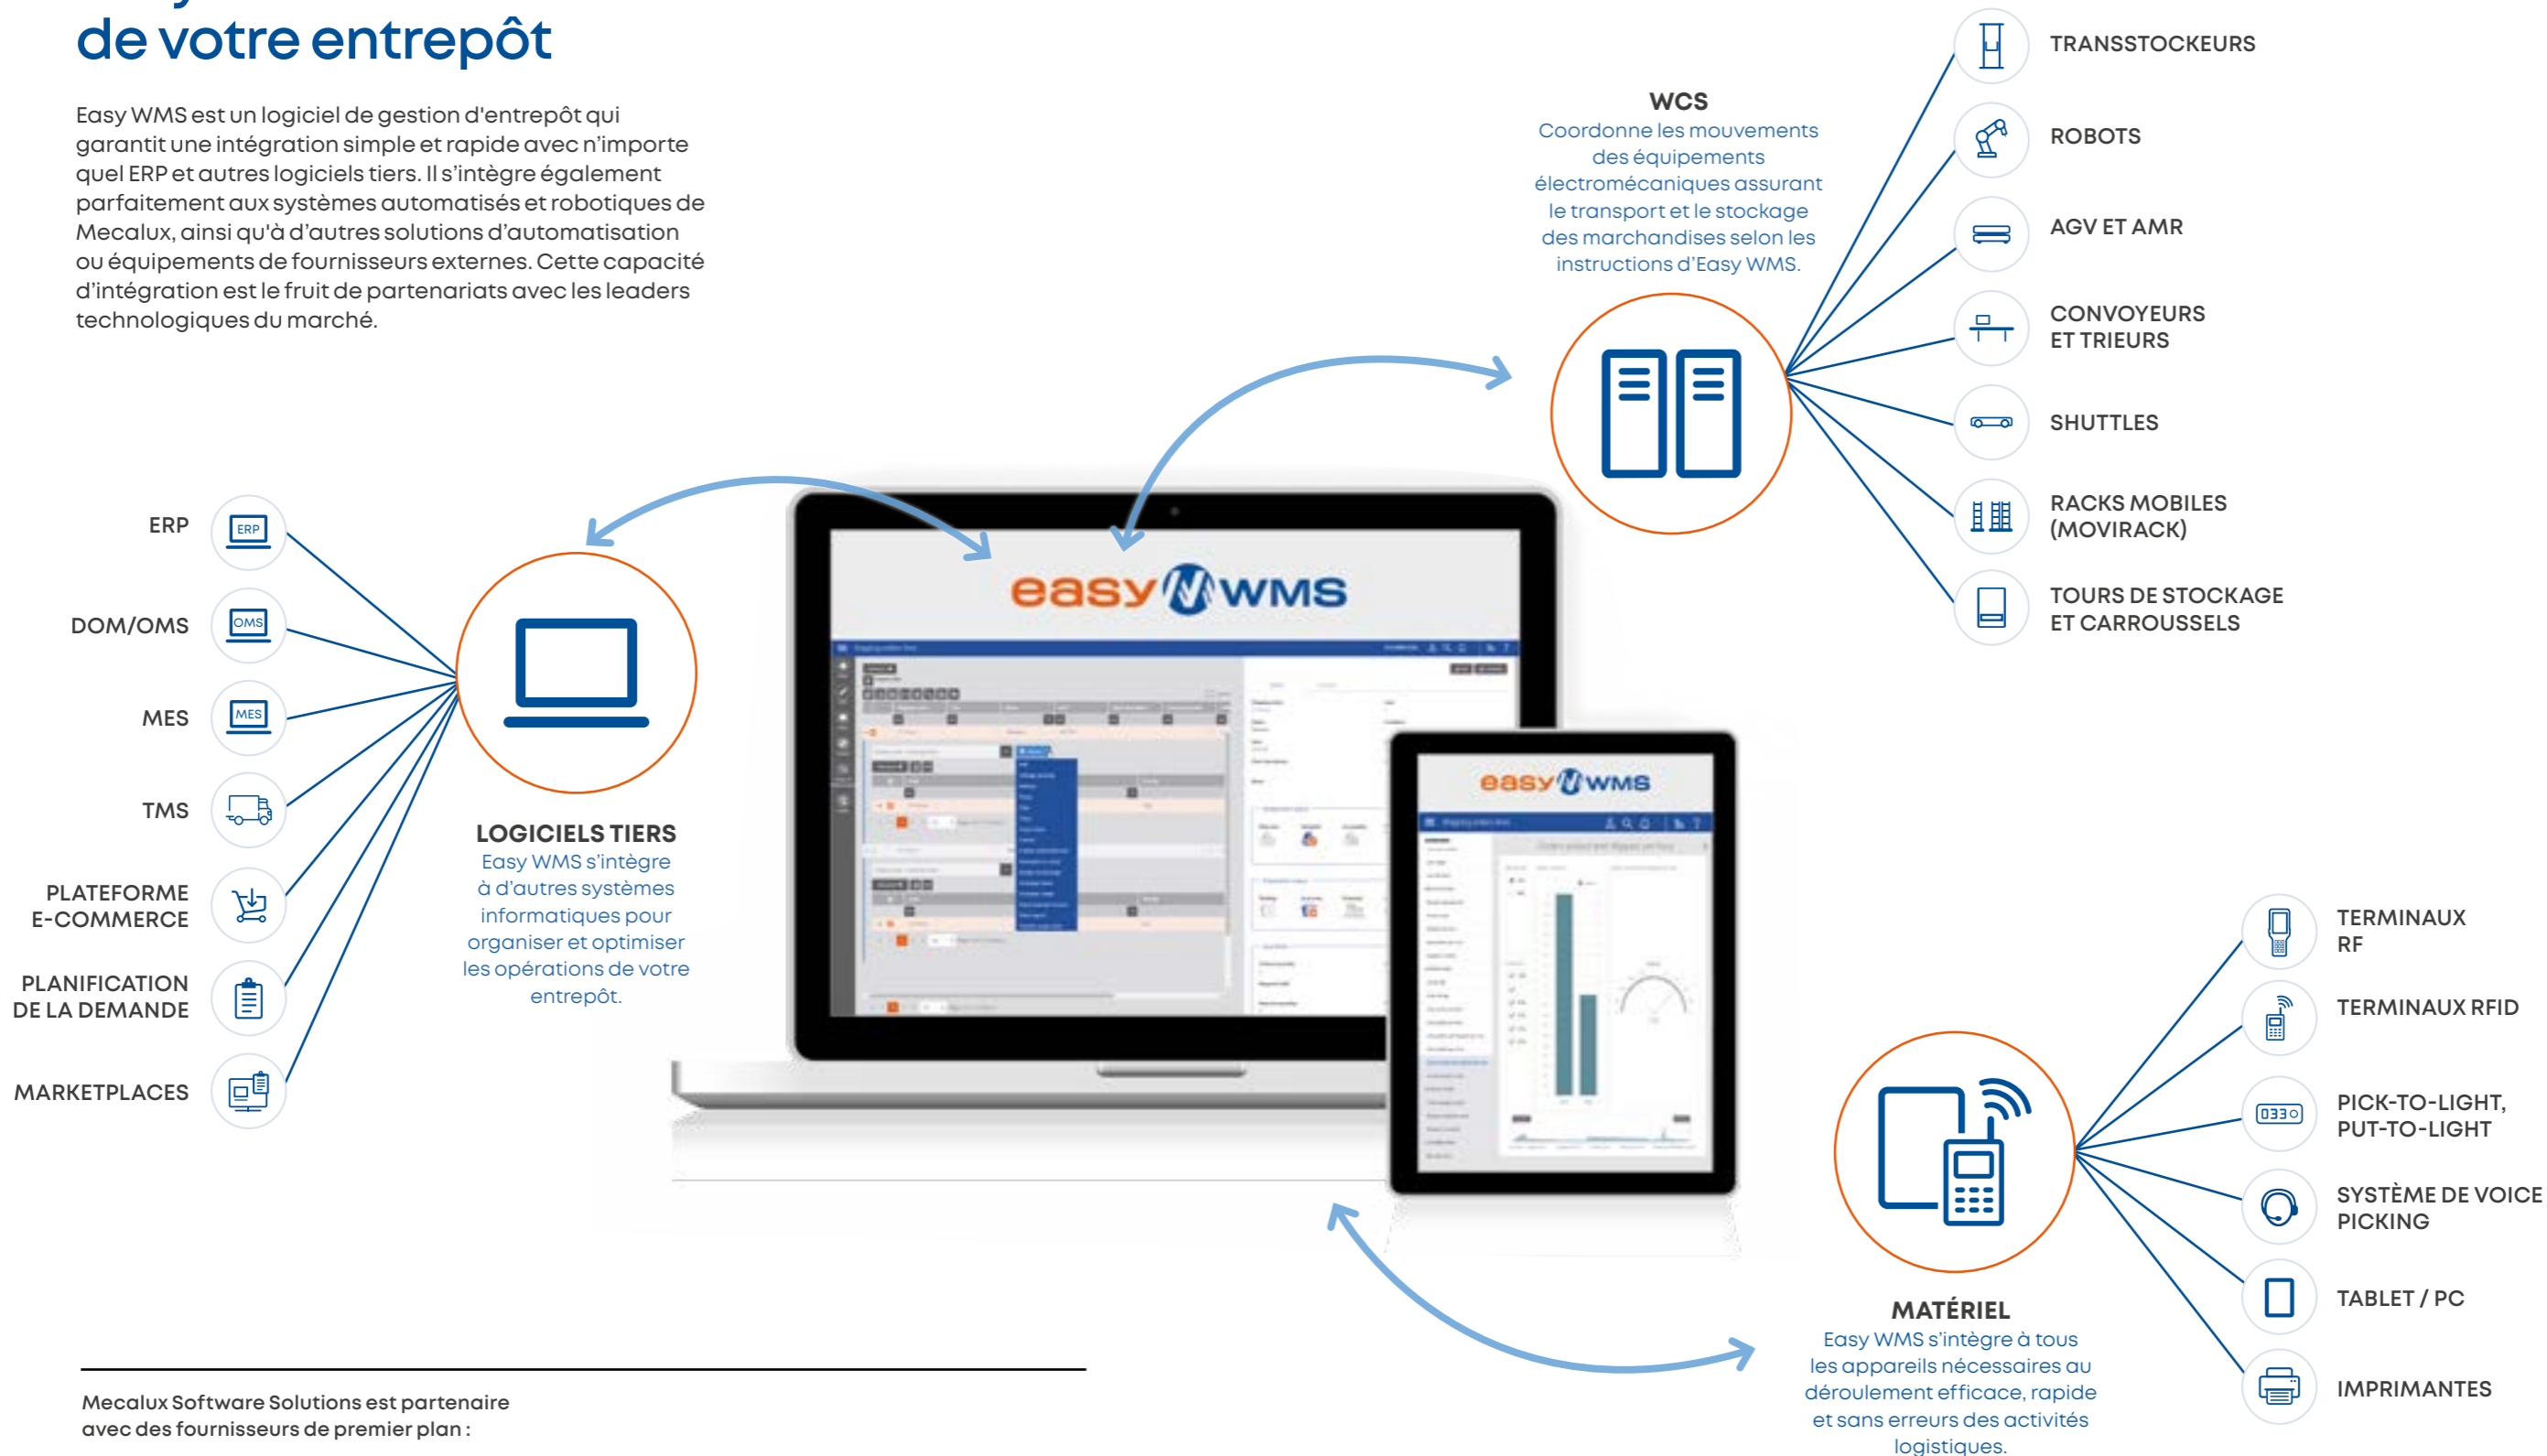 de votre entrepôt
Easy WMS est un logiciel de gestion d'entrepôt qui
garantit une intégration simple et rapide avec n’importe
quel ERP et autres logiciels tiers. Il s’intègre également
parfaitement aux systèmes automatisés et robotiques de
Mecalux, ainsi qu'à d’autres solutions d’automatisation
ou équipements de fournisseurs externes. Cette capacité
d’intégration est le fruit de partenariats avec les leaders
technologiques du marché.
WCS
Coordonne les mouvements
des équipements
électromécaniques assurant
le transport et le stockage
des marchandises selon les
instructions d’Easy WMS.
TRANSSTOCKEURS
ROBOTS
AGV ET AMR
CONVOYEURS
ET TRIEURS
SHUTTLES
RACKS MOBILES
(MOVIRACK)
TOURS DE STOCKAGE
ET CARROUSSELS
ERP
ERP
DOM/OMS
OMS
MES
MES
TMS
PLATEFORME
E-COMMERCE
PLANIFICATION
DE LA DEMANDE
MARKETPLACES
LOGICIELS TIERS
Easy WMS s’intègre
à d’autres systèmes
informatiques pour
organiser et optimiser
les opérations de votre
entrepôt.
easy WMS
easy WMS
TERMINAUX
RF
TERMINAUX RFID
033
PICK-TO-LIGHT,
PUT-TO-LIGHT
SYSTÈME DE VOICE
PICKING
TABLET / PC
IMPRIMANTES
MATÉRIEL
Easy WMS s’intègre à tous
les appareils nécessaires au
déroulement efficace, rapide
et sans erreurs des activités
logistiques.
Mecalux Software Solutions est partenaire
avec des fournisseurs de premier plan :